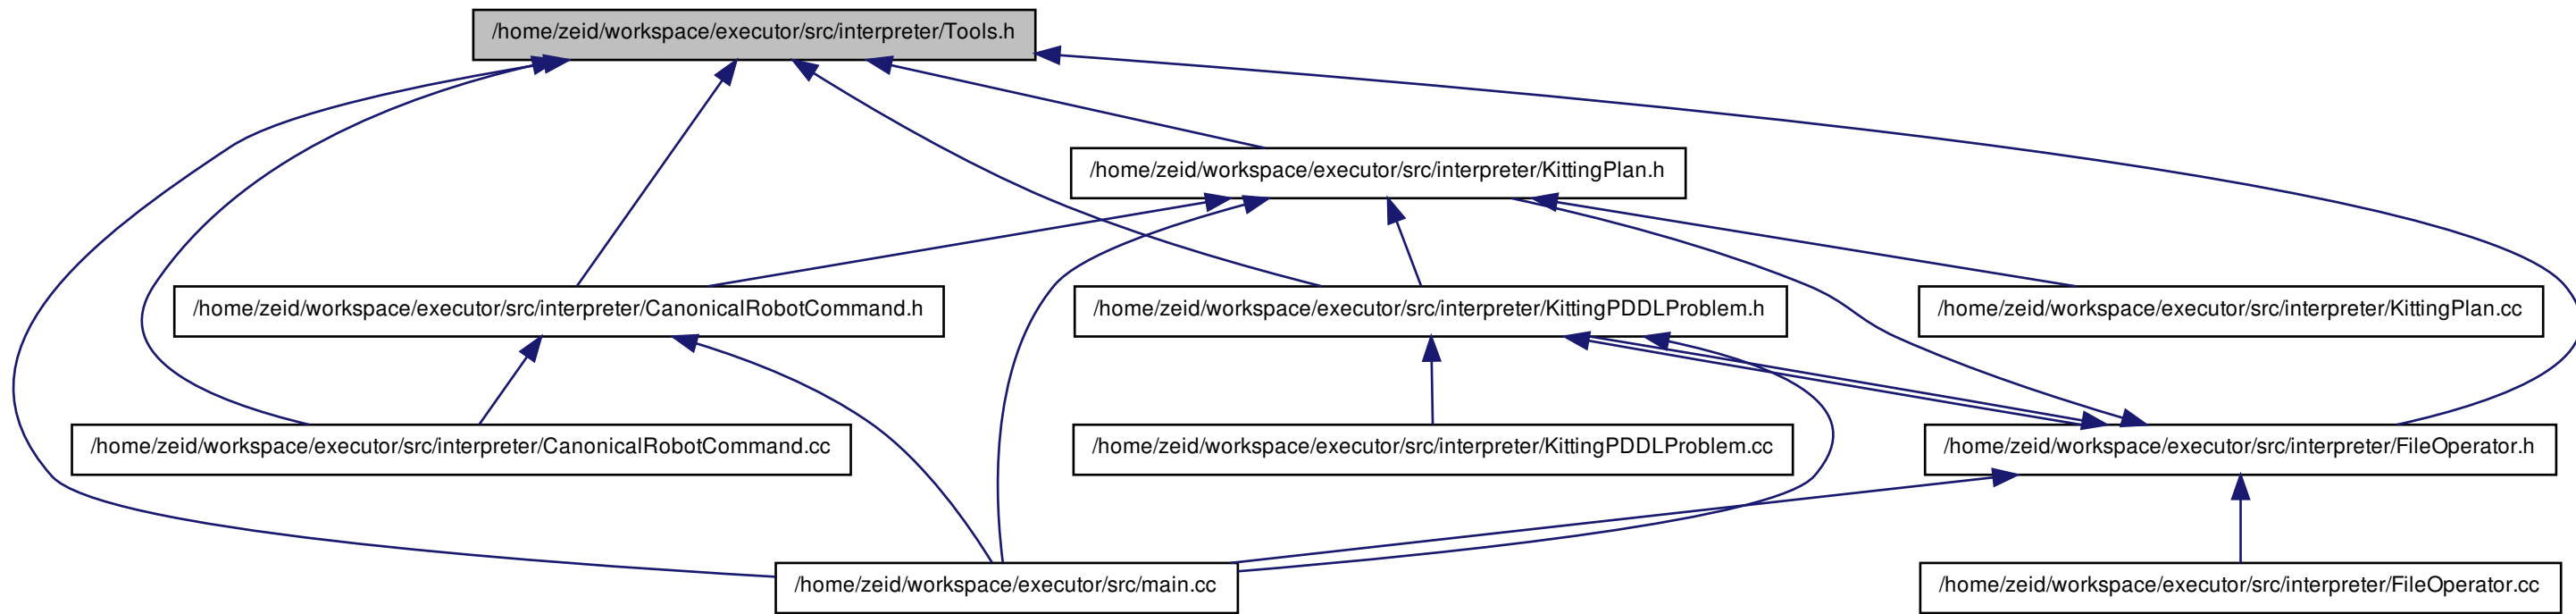 /home/zeid/workspace/executor/src/interpreter/Tools.h
/home/zeid/workspace/executor/src/interpreter/KittingPlan.h
/home/zeid/workspace/executor/src/interpreter/CanonicalRobotCommand.h
/home/zeid/workspace/executor/src/interpreter/KittingPDDLProblem.h
/home/zeid/workspace/executor/src/interpreter/KittingPlan.cc
/home/zeid/workspace/executor/src/interpreter/CanonicalRobotCommand.cc
/home/zeid/workspace/executor/src/interpreter/KittingPDDLProblem.cc
/home/zeid/workspace/executor/src/interpreter/FileOperator.h
/home/zeid/workspace/executor/src/main.cc
/home/zeid/workspace/executor/src/interpreter/FileOperator.cc